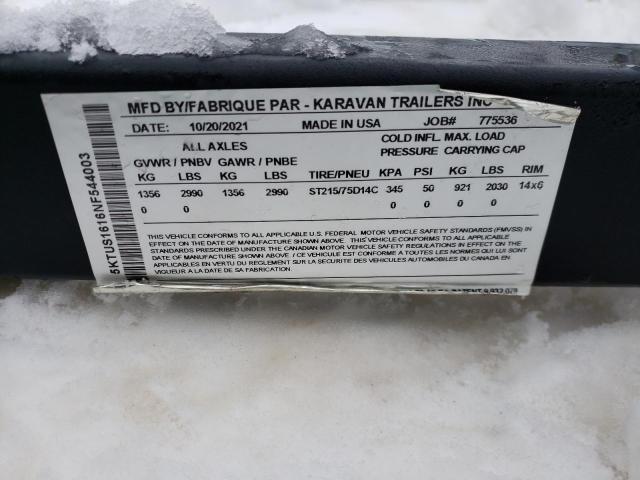 MFD BY/FABRIQUE PAR - KARAVAN TRAILERS INC
DATE: 10/20/2021 MADE IN USA JOB# 775536
ALL AXLES COLD INFL. MAX. LOAD
GVWR / PNBV GAWR / PNBE TIRE/PNEU PRESSURE CARRYING CAP
KG LBS KG LBS KPA PSI KG LBS RIM
1356 2990 1356 2990 ST215/75D14C 345 50 921 2030 14x6
0 0 0 0
THIS VEHICLE CONFORMS TO ALL APPLICABLE U.S. FEDERAL MOTOR VEHICLE SAFETY STANDARDS (FMVSS) IN
EFFECT ON THE DATE OF MANUFACTURE SHOWN ABOVE. / THIS VEHICLE CONFORMS TO ALL APPLICABLE
STANDARDS PRESCRIBED UNDER THE CANADIAN MOTOR VEHICLE SAFETY REGULATIONS IN EFFECT ON THE
DATE OF MANUFACTURE / CE VEHICULE EST CONFORME A TOUTES LES NORMES QUI LUI SONT
APPLICABLES EN VERTU DU REGLEMENT SUR LA SECURITE DES VEHICULES AUTOMOBILES DU CANADA EN
VIGUEUR A LA DATE DE SA FABRICATION.
5KTUS1616NF544003